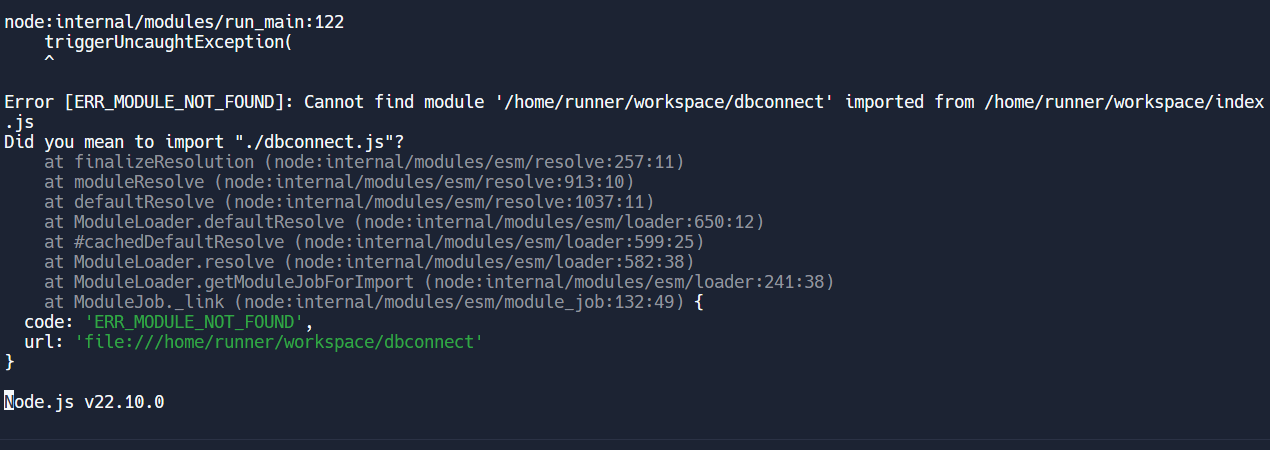 node:internal/modules/run_main:122
    triggerUncaughtException(
    ^
Error [ERR_MODULE_NOT_FOUND]: Cannot find module '/home/runner/workspace/dbconnect' imported from /home/runner/workspace/index
.js
Did you mean to import "./dbconnect.js"?
    at finalizeResolution (node:internal/modules/esm/resolve:257:11)
    at moduleResolve (node:internal/modules/esm/resolve:913:10)
    at defaultResolve (node:internal/modules/esm/resolve:1037:11)
    at ModuleLoader.defaultResolve (node:internal/modules/esm/loader:650:12)
    at #cachedDefaultResolve (node:internal/modules/esm/loader:599:25)
    at ModuleLoader.resolve (node:internal/modules/esm/loader:582:38)
    at ModuleLoader.getModuleJobForImport (node:internal/modules/esm/loader:241:38)
    at ModuleJob._link (node:internal/modules/esm/module_job:132:49) {
  code: 'ERR_MODULE_NOT_FOUND',
  url: 'file:///home/runner/workspace/dbconnect'
}
Node.js v22.10.0